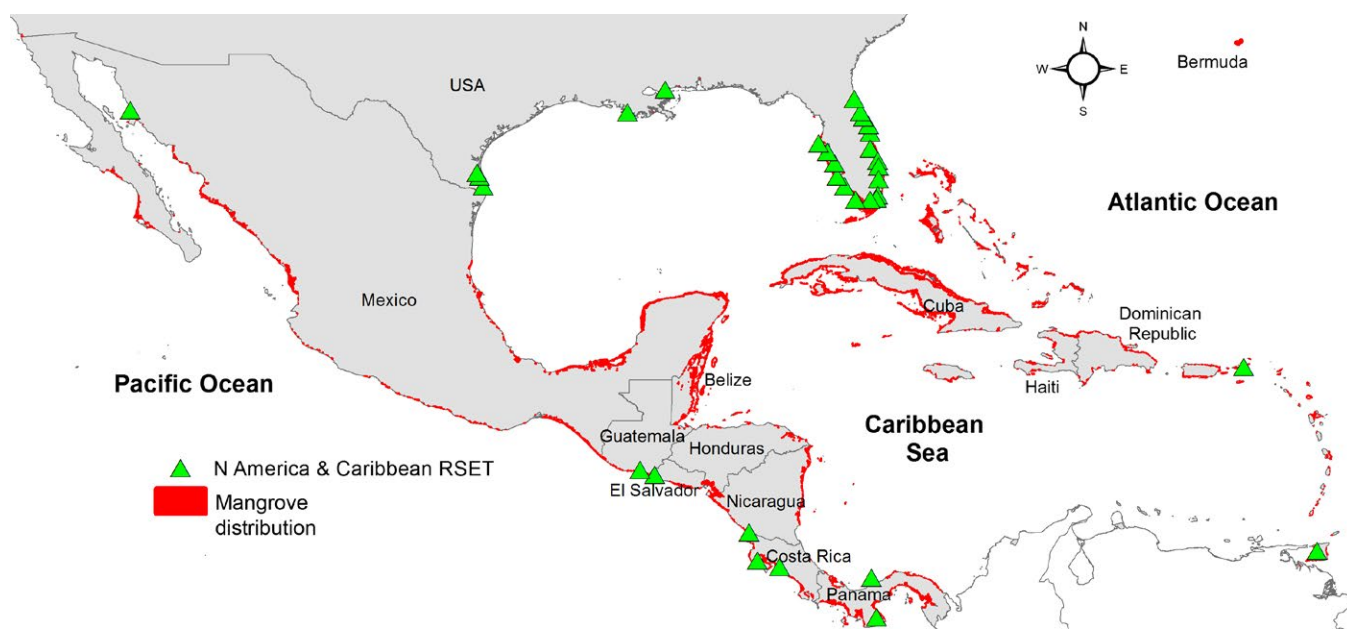 N
W
E
S
Bermuda
USA
Atlantic Ocean
Mexico
Cuba
Dominican
Republic
Pacific Ocean
Belize
Haiti
Caribbean
Sea
Guatemala
Honduras
N America & Caribbean RSET
El Salvador
Mangrove
distribution
Nicaragua
Costa Rica
Panama